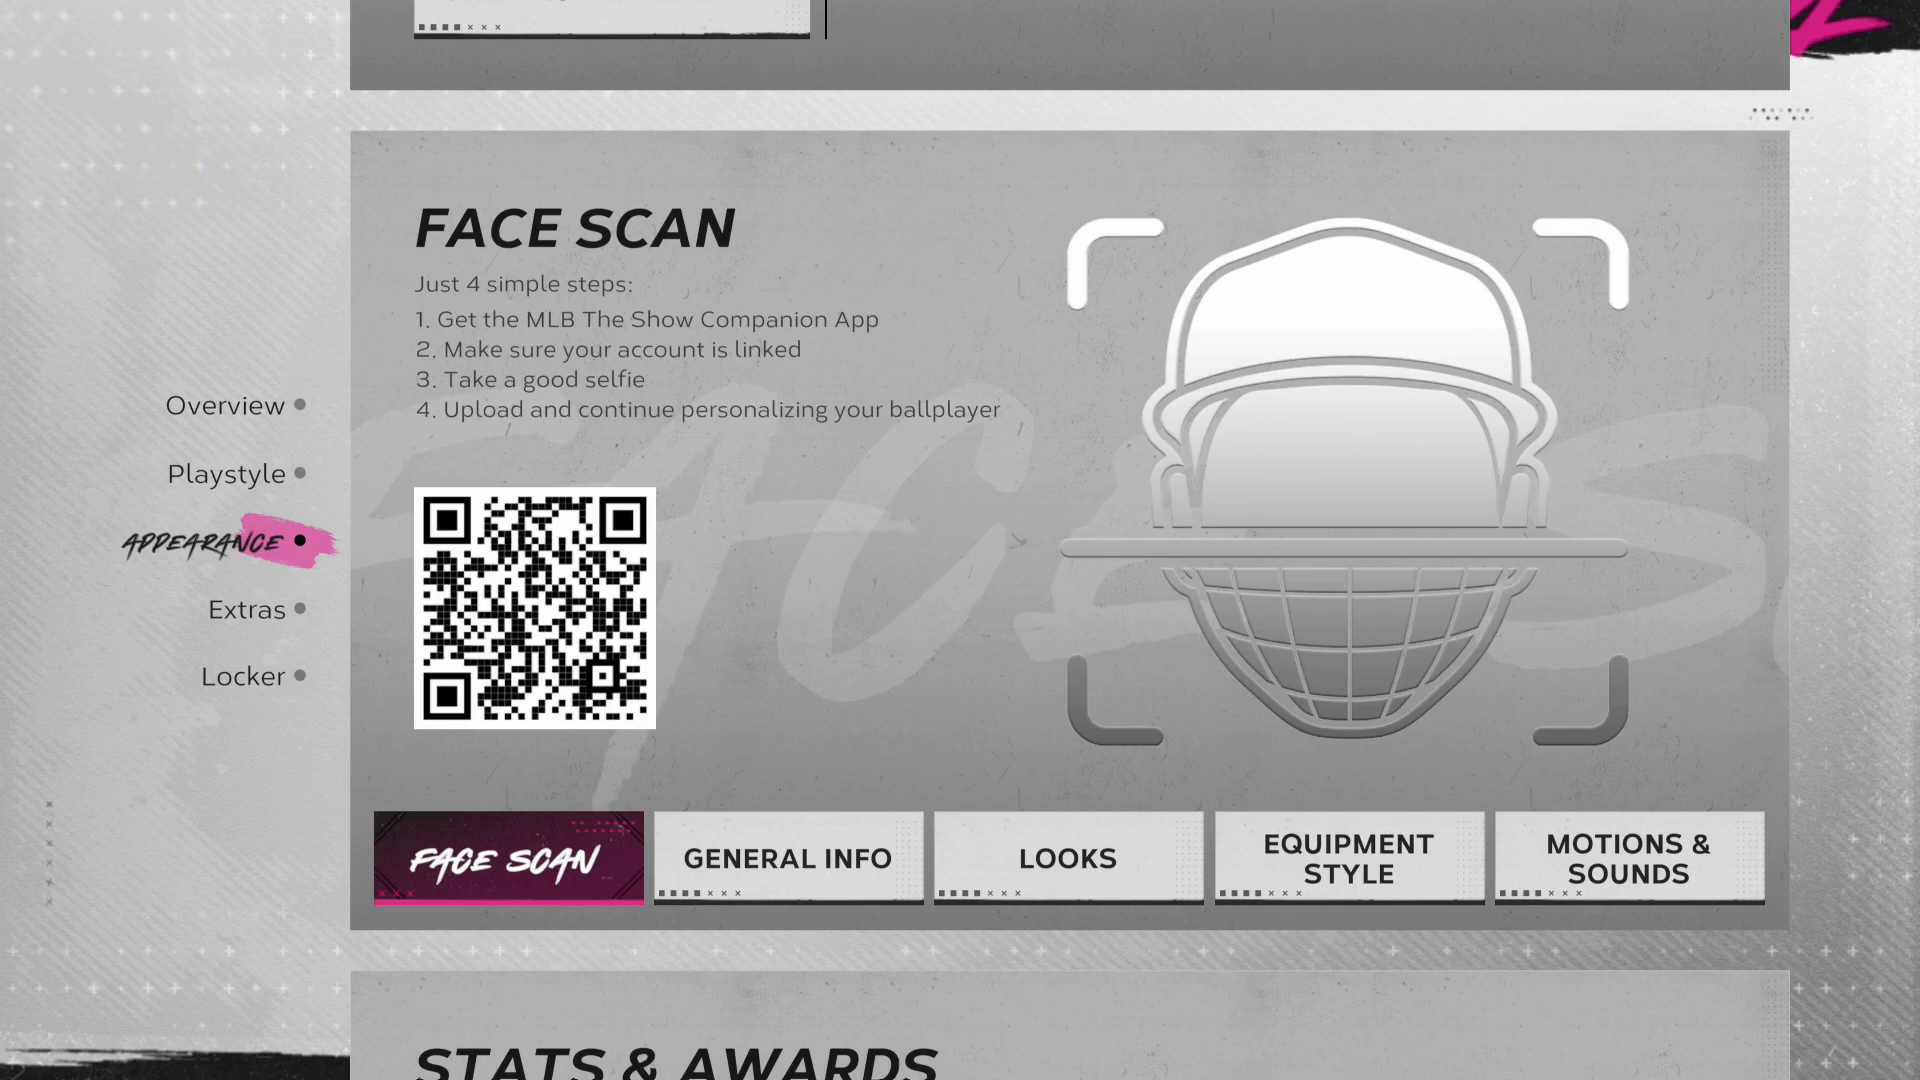 FACE SCAN
Just 4 simple steps:
1. Get the MLB The Show Companion App
2. Make sure your account is linked
3. Take a good selfie
4. Upload and continue personalizing your ballplayer
Overview
Playstyle
APPEARANCE
Extras
Locker
FACE SCAN
GENERAL INFO
LOOKS
EQUIPMENT
STYLE
MOTIONS &
SOUNDS
STATS & AWARDS